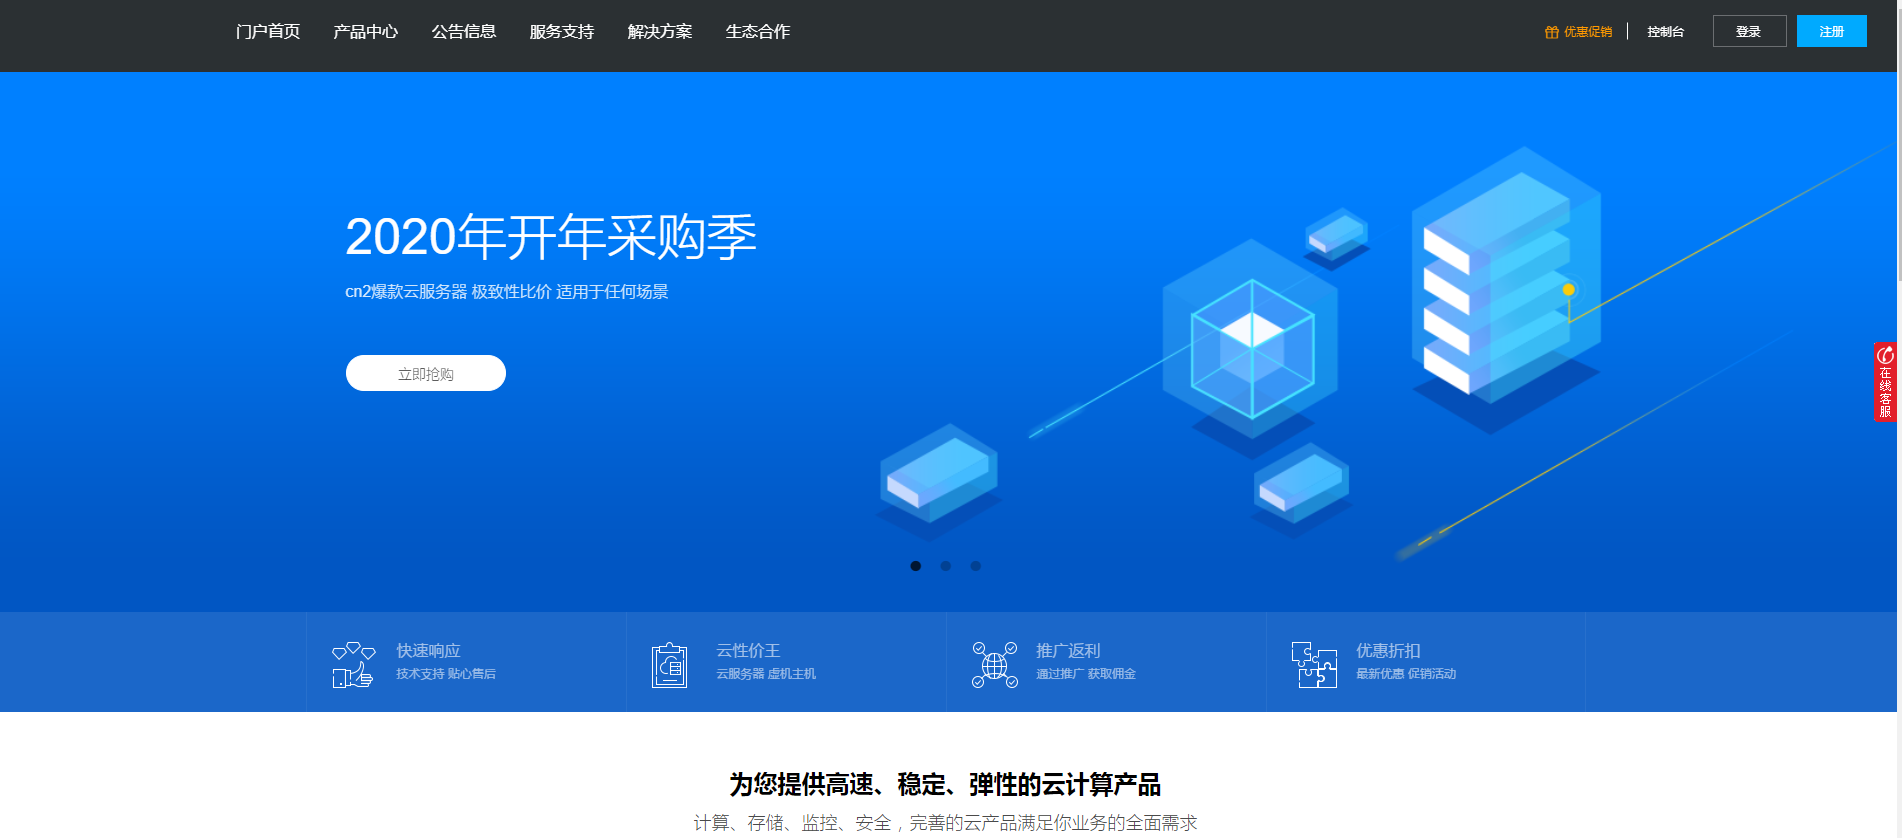 门户首页 产品中心 公告信息 服务支持 解决方案 生态合作 优惠促销 控制台 登录 注册
2020年开年采购季
cn2爆款云服务器 极致性比价 适用于任何场景
立即抢购
在线客服
快速响应
技术支持 贴心售后
云性价王
云服务器 虚机主机
推广返利
通过推广 获取佣金
优惠折扣
最新优惠 促销活动
为您提供高速、稳定、弹性的云计算产品
计算、存储、监控、安全，完善的云产品满足你业务的全面需求